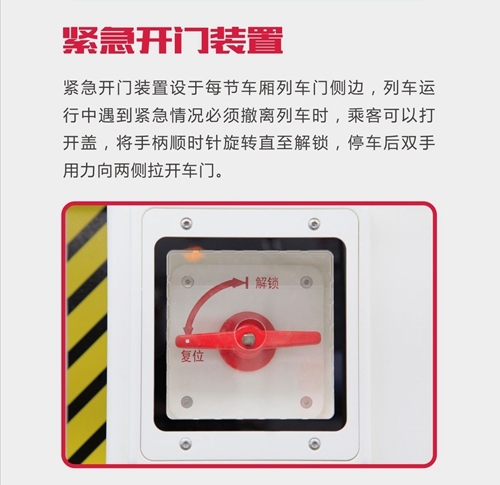 紧急开门装置
紧急开门装置设于每节车厢列车门侧边，列车运
行中遇到紧急情况必须撤离列车时，乘客可以打
开盖，将手柄顺时针旋转直至解锁，停车后双手
用力向两侧拉开车门。
解锁
复位